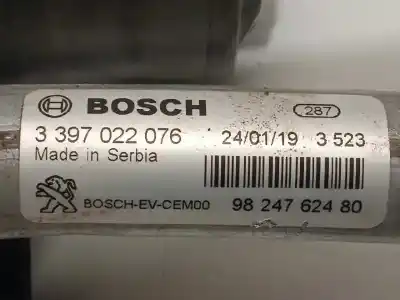 BOSCH 287
3 397 022 076 24/01/19 3 523
Made in Serbia
BOSCH-EV-CEM00 98 247 624 80